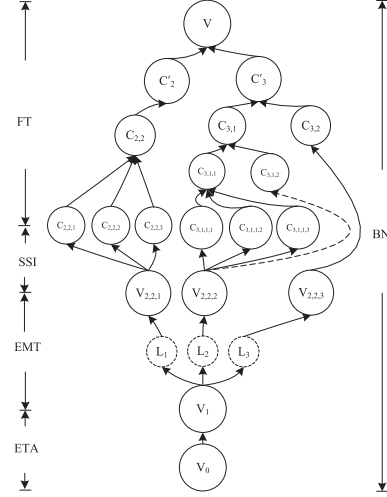 V
C'2
C'3
FT
C2,2
C3,1
C3,2
C3,1,1
C3,1,2
C2,2,1
C2,2,2
C2,2,3
C3,1,1,1
C3,1,1,2
C3,1,1,3
BN
SSI
V2,2,1
V2,2,2
V2,2,3
EMT
L1
L2
L3
V1
ETA
V0